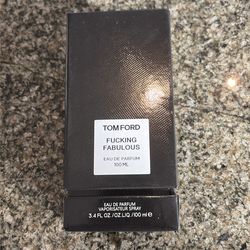 TOM FORD
FUCKING
FABULOUS
EAU DE PARFUM
100 ML
EAU DE PARFUM
VAPORISATEUR SPRAY
3.4 FL. OZ./OZ.LIQ./100 ml ℮